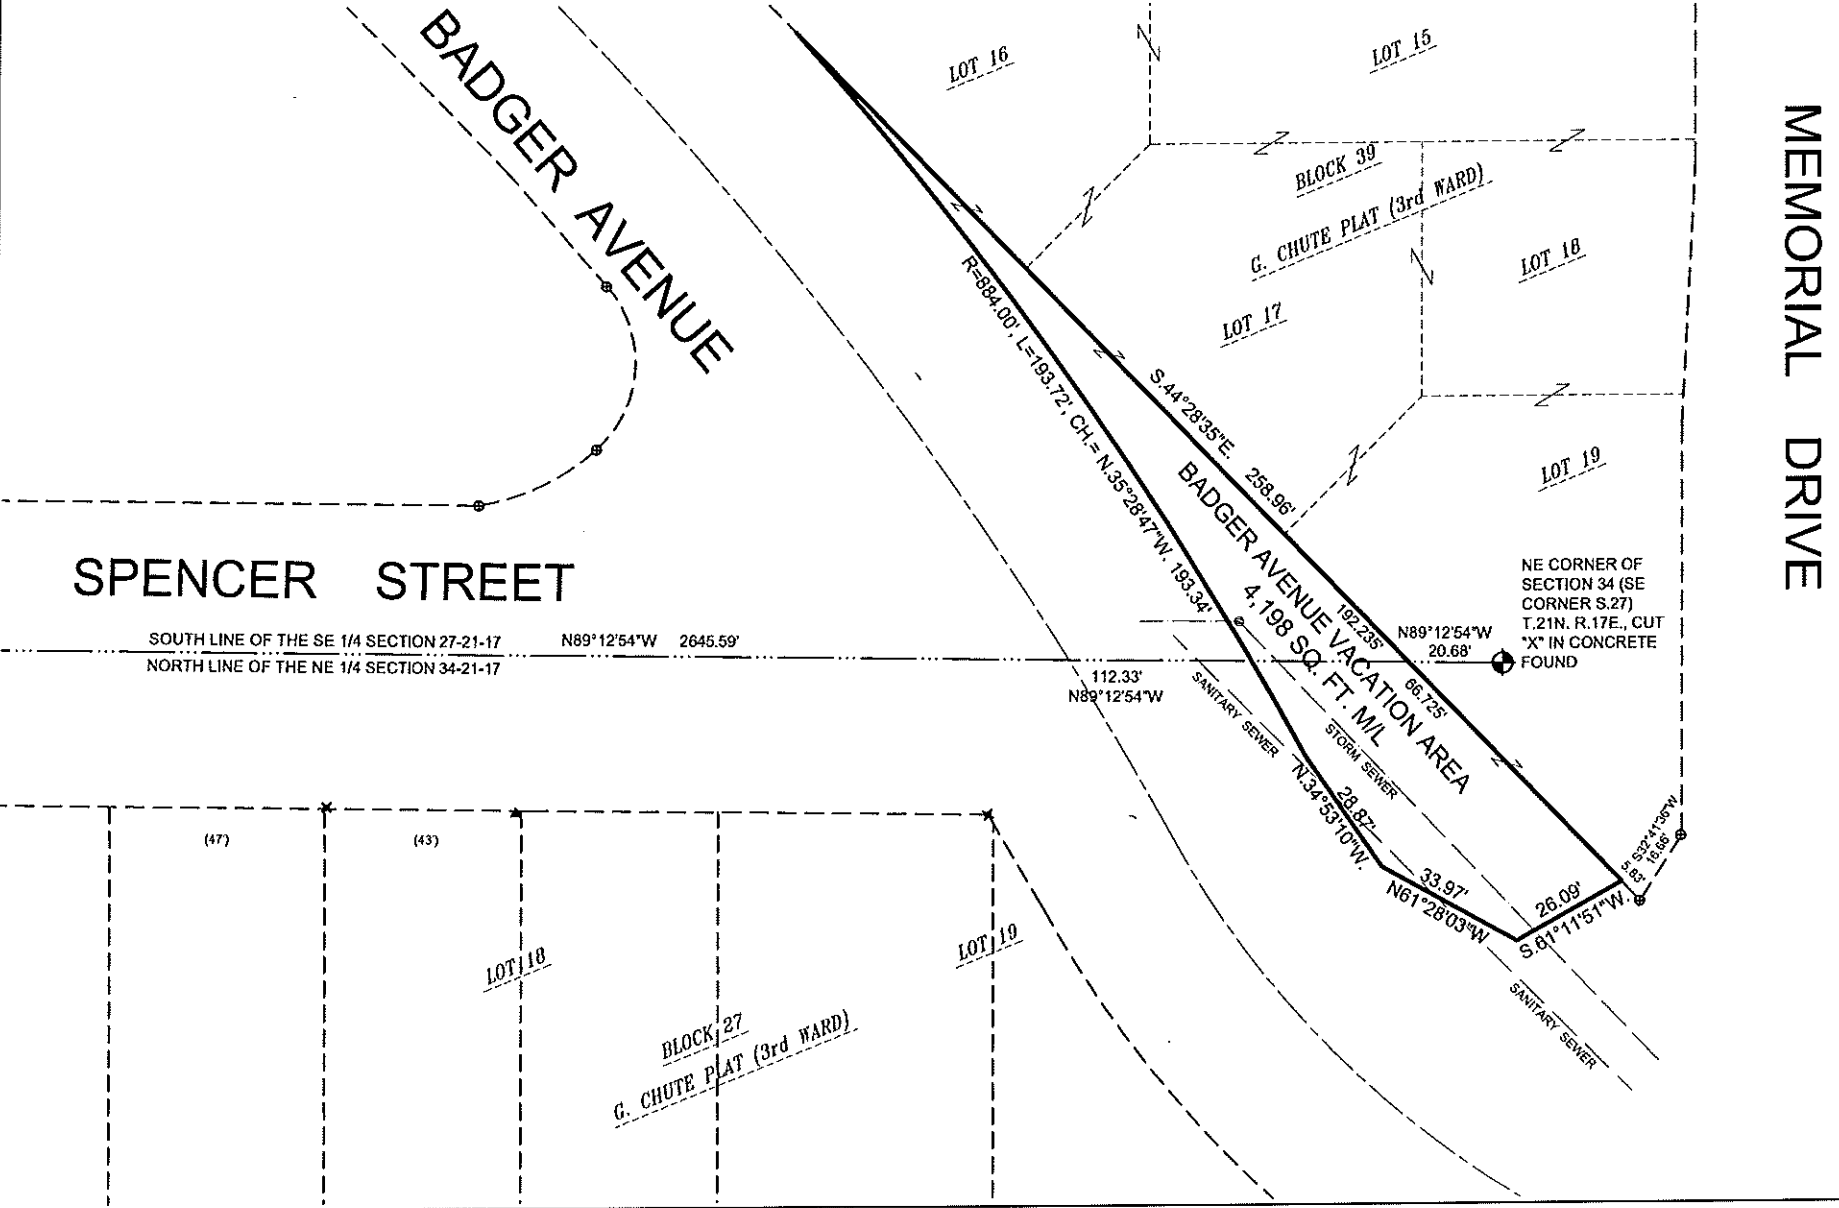 BADGER AVENUE
MEMORIAL DRIVE
LOT 16
LOT 15
BLOCK 39
G. CHUTE PLAT (3rd WARD)
LOT 17
LOT 18
LOT 19
R=884.00', L=193.72', CH.= N.35°28'47"W. 193.34'
S.44°28'35"E. 258.96'
BADGER AVENUE VACATION AREA
4,198 SQ. FT. M/L
192.235'
66.725'
SPENCER STREET
SOUTH LINE OF THE SE 1/4 SECTION 27-21-17
N89°12'54"W 2645.59'
NORTH LINE OF THE NE 1/4 SECTION 34-21-17
112.33'
N89°12'54"W
N89°12'54"W
20.68'
NE CORNER OF
SECTION 34 (SE
CORNER S.27)
T.21N. R.17E., CUT
"X" IN CONCRETE
FOUND
SANITARY SEWER
STORM SEWER
28.87'
N.34°53'10"W.
33.97'
N61°28'03"W
26.09'
S.61°11'51"W.
5.83'
S32°41'36"W
16.66'
SANITARY SEWER
(47')
(43')
LOT 18
LOT 19
BLOCK 27
G. CHUTE PLAT (3rd WARD)